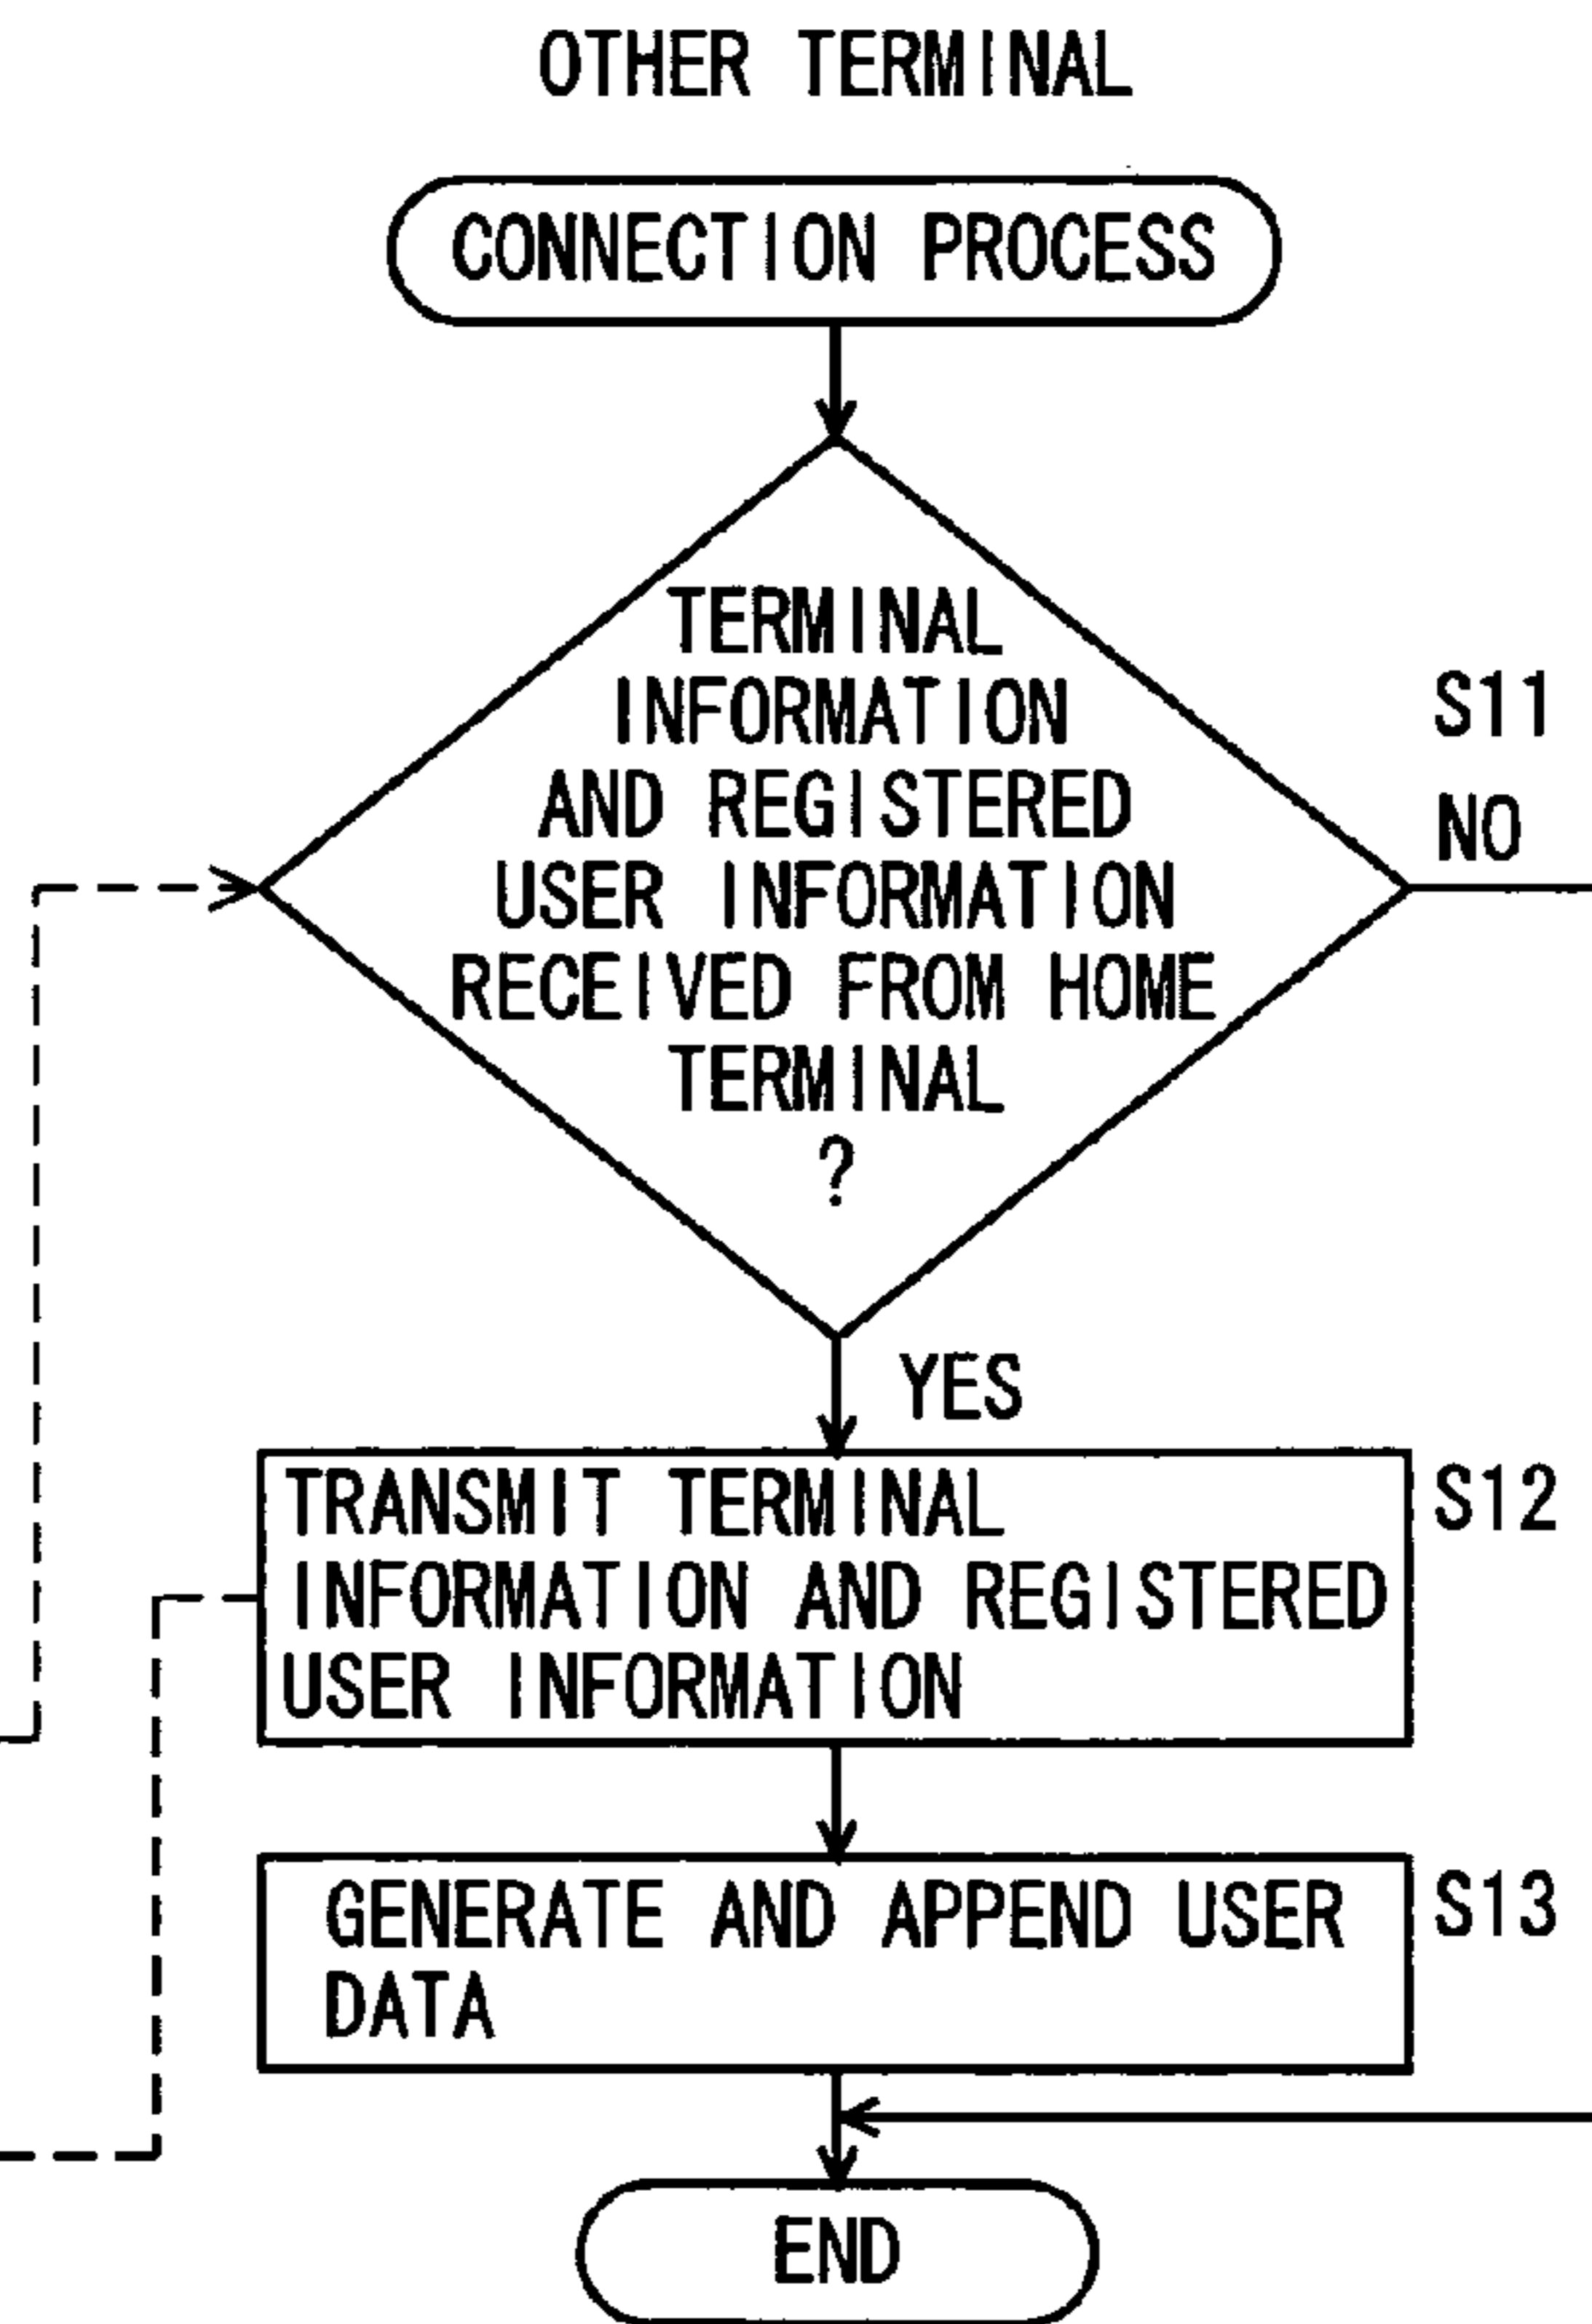 OTHER TERMINAL
CONNECTION PROCESS
TERMINAL
INFORMATION
AND REGISTERED
USER INFORMATION
RECEIVED FROM HOME
TERMINAL
?
S11
NO
YES
TRANSMIT TERMINAL
INFORMATION AND REGISTERED
USER INFORMATION
S12
GENERATE AND APPEND USER
DATA
S13
END